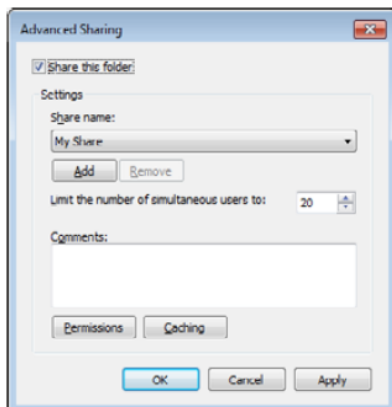 Advanced Sharing
Share this folder
Settings
Share name:
My Share
Add Remove
Limit the number of simultaneous users to: 20
Comments:
Permissions Caching
OK Cancel Apply